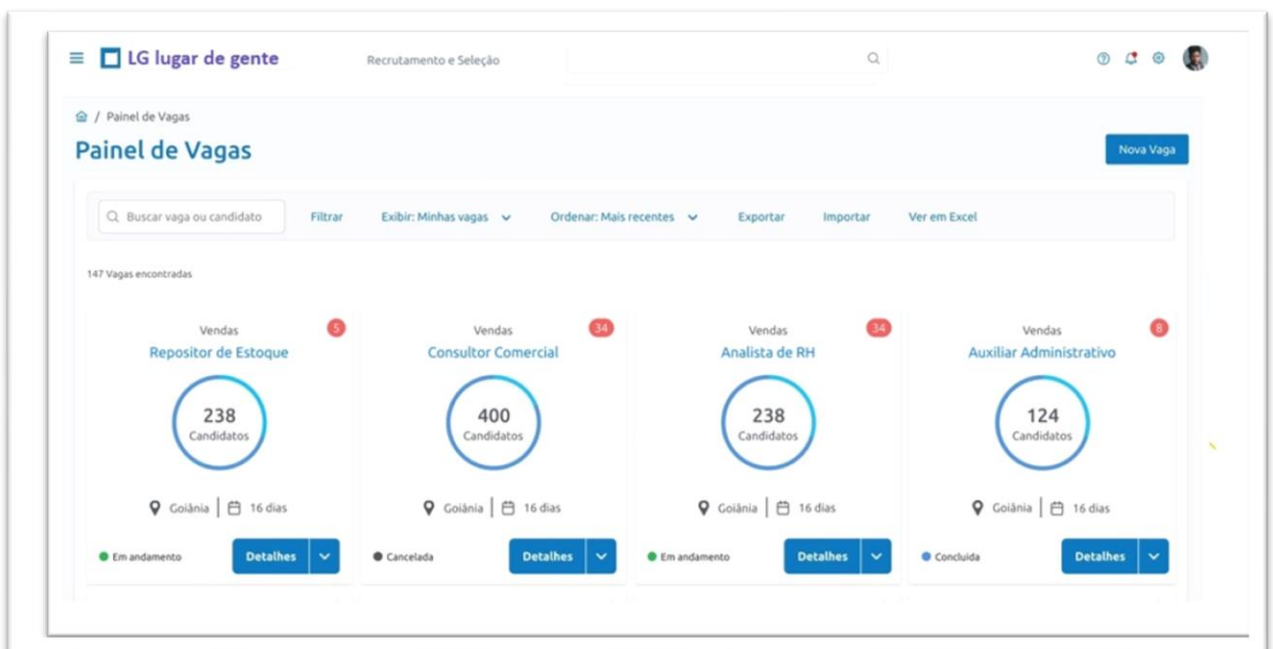 LG lugar de gente
Recrutamento e Seleção
/ Painel de Vagas
Painel de Vagas
Nova Vaga
Buscar vaga ou candidato
Filtrar
Exibir: Minhas vagas
Ordenar: Mais recentes
Exportar
Importar
Ver em Excel
147 Vagas encontradas
Vendas
5
Repositor de Estoque
238
Candidatos
Goiânia
16 dias
Em andamento
Detalhes
Vendas
34
Consultor Comercial
400
Candidatos
Goiânia
16 dias
Cancelada
Detalhes
Vendas
34
Analista de RH
238
Candidatos
Goiânia
16 dias
Em andamento
Detalhes
Vendas
8
Auxiliar Administrativo
124
Candidatos
Goiânia
16 dias
Concluida
Detalhes